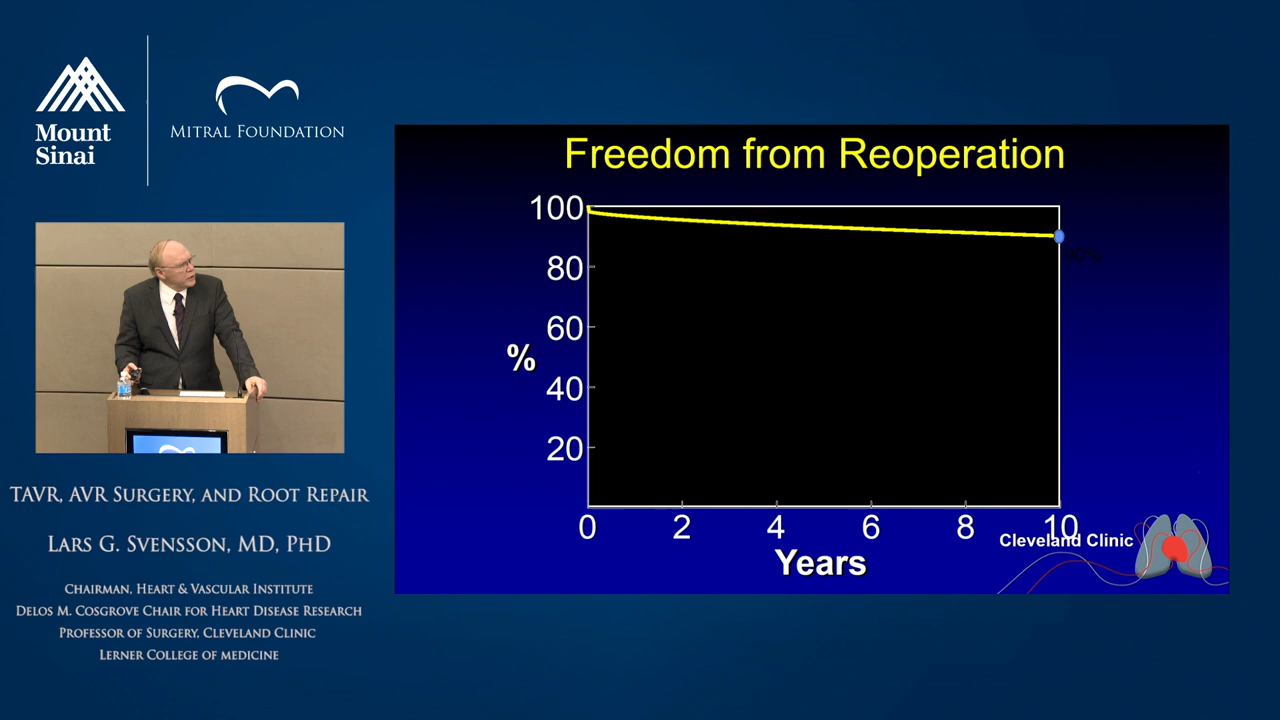 Mount
Sinai
Mitral Foundation
TAVR, AVR Surgery, and Root Repair
Lars G. Svensson, MD, PhD
Chairman, Heart & Vascular Institute
Delos M. Cosgrove Chair for Heart Disease Research
Professor of Surgery, Cleveland Clinic
Lerner College of medicine
Freedom from Reoperation
100
80
60
%
40
20
90%
0 2 4 6 8 10
Years
Cleveland Clinic